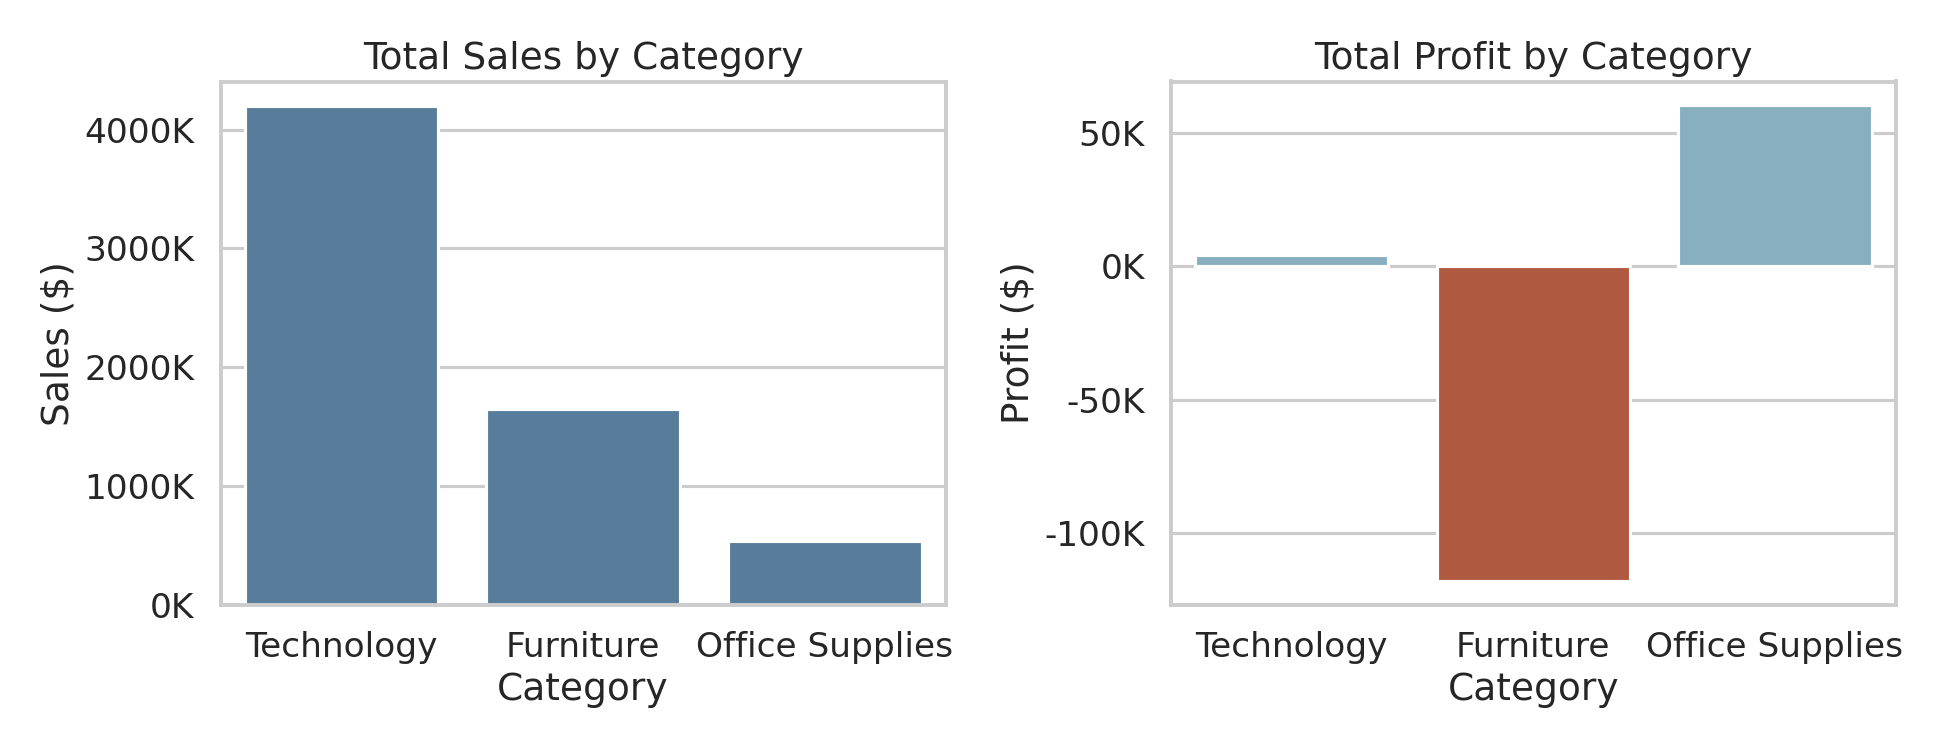 Total Sales by Category
Sales ($)
4000K
3000K
2000K
1000K
0K
Technology
Furniture
Office Supplies
Category
Total Profit by Category
Profit ($)
50K
0K
-50K
-100K
Technology
Furniture
Office Supplies
Category